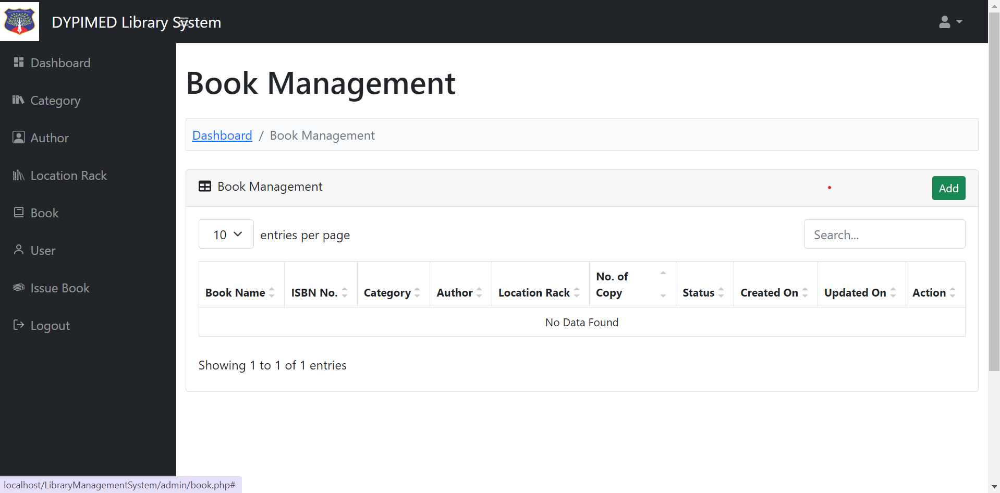 DYPIMED Library System
Dashboard
Category
Author
Location Rack
Book
User
Issue Book
Logout
Book Management
Dashboard / Book Management
Book Management
Add
10 entries per page
Search...
Book Name ISBN No. Category Author Location Rack No. of Copy Status Created On Updated On Action
No Data Found
Showing 1 to 1 of 1 entries
localhost/LibraryManagementSystem/admin/book.php#